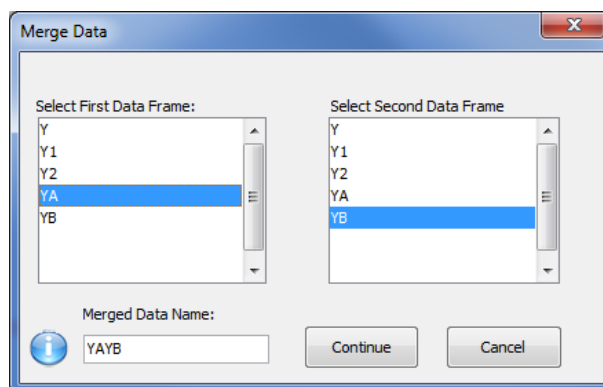 Merge Data
Select First Data Frame:
Y
Y1
Y2
YA
YB
Select Second Data Frame
Y
Y1
Y2
YA
YB
Merged Data Name:
YAYB
Continue
Cancel